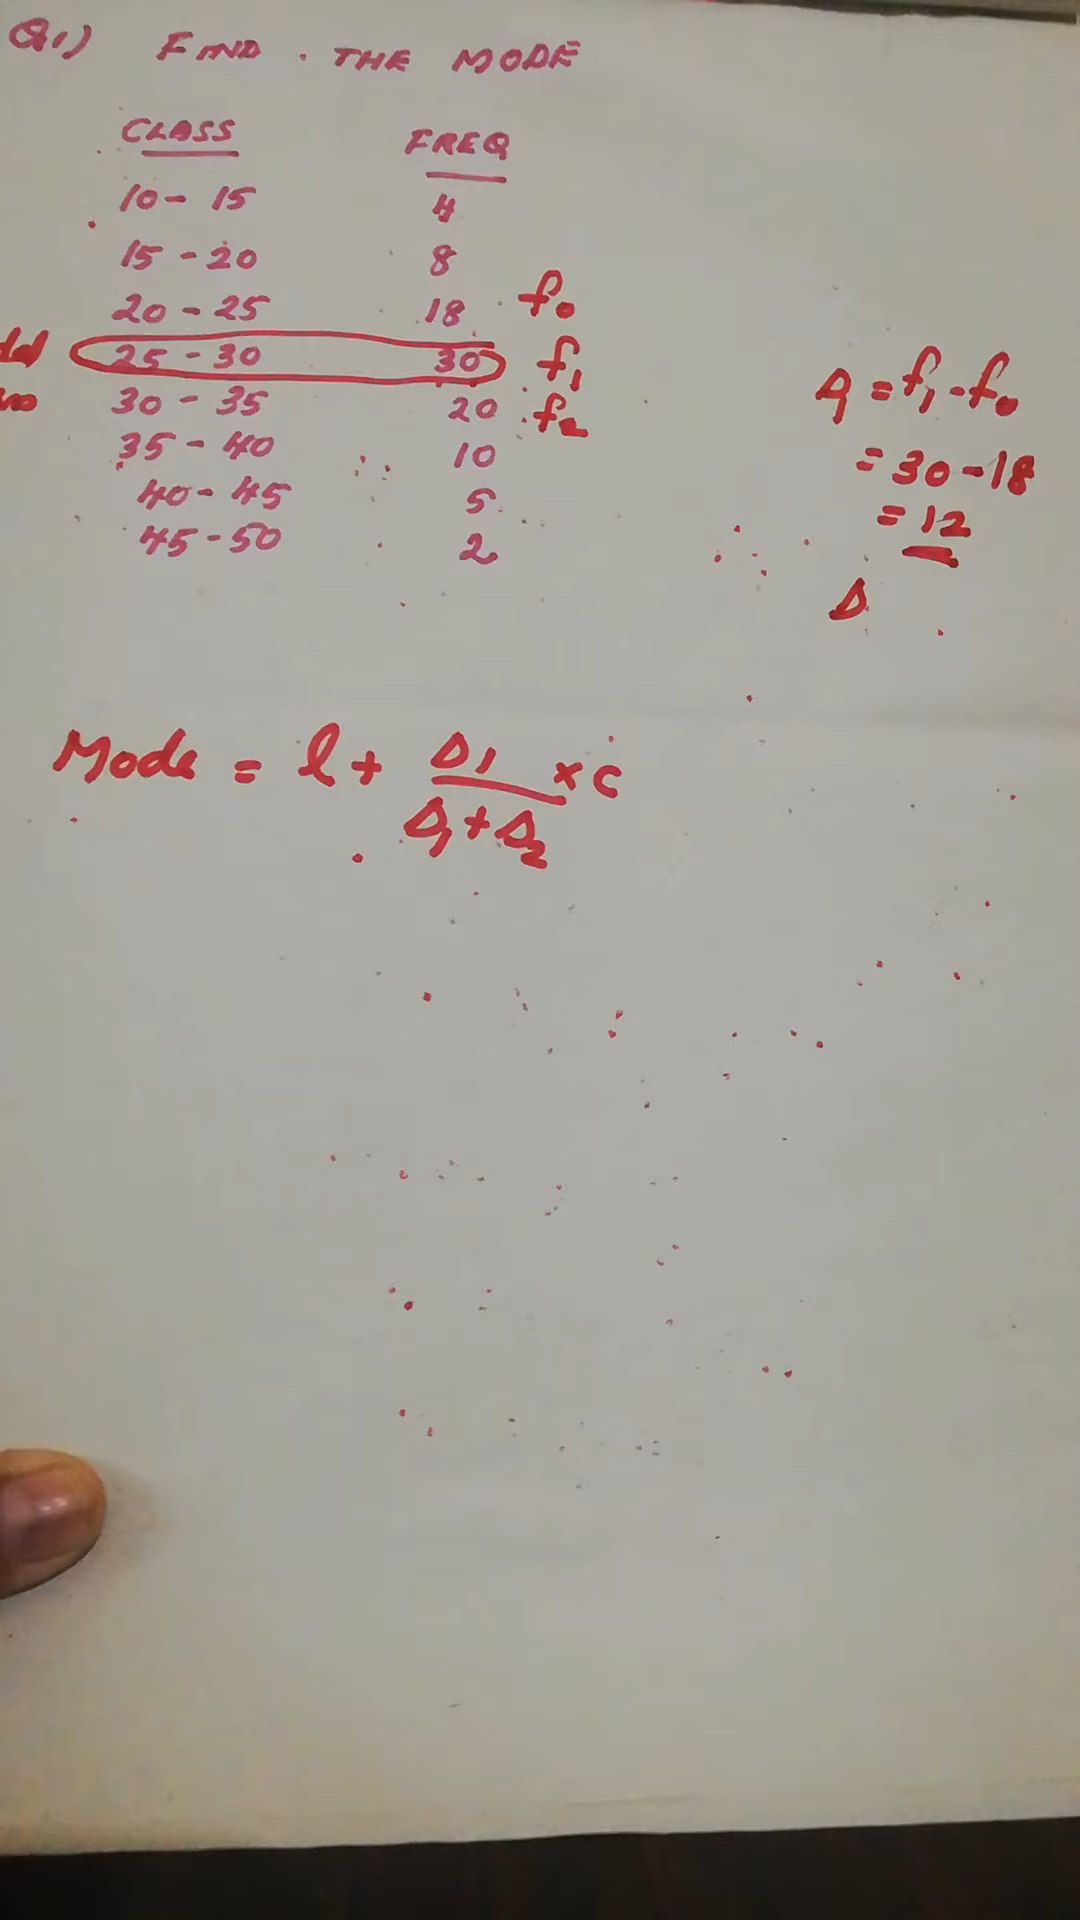 Q1) FIND THE MODE
CLASS FREQ
10 - 15 4
15 - 20 8
20 - 25 18 f₀
25 - 30 30 f₁
30 - 35 20 f₂
35 - 40 10
40 - 45 5
45 - 50 2
Δ₁ = f₁ - f₀
= 30 - 18
= 12
Δ
Mode = l + Δ1 × c
Δ₁ + Δ₂